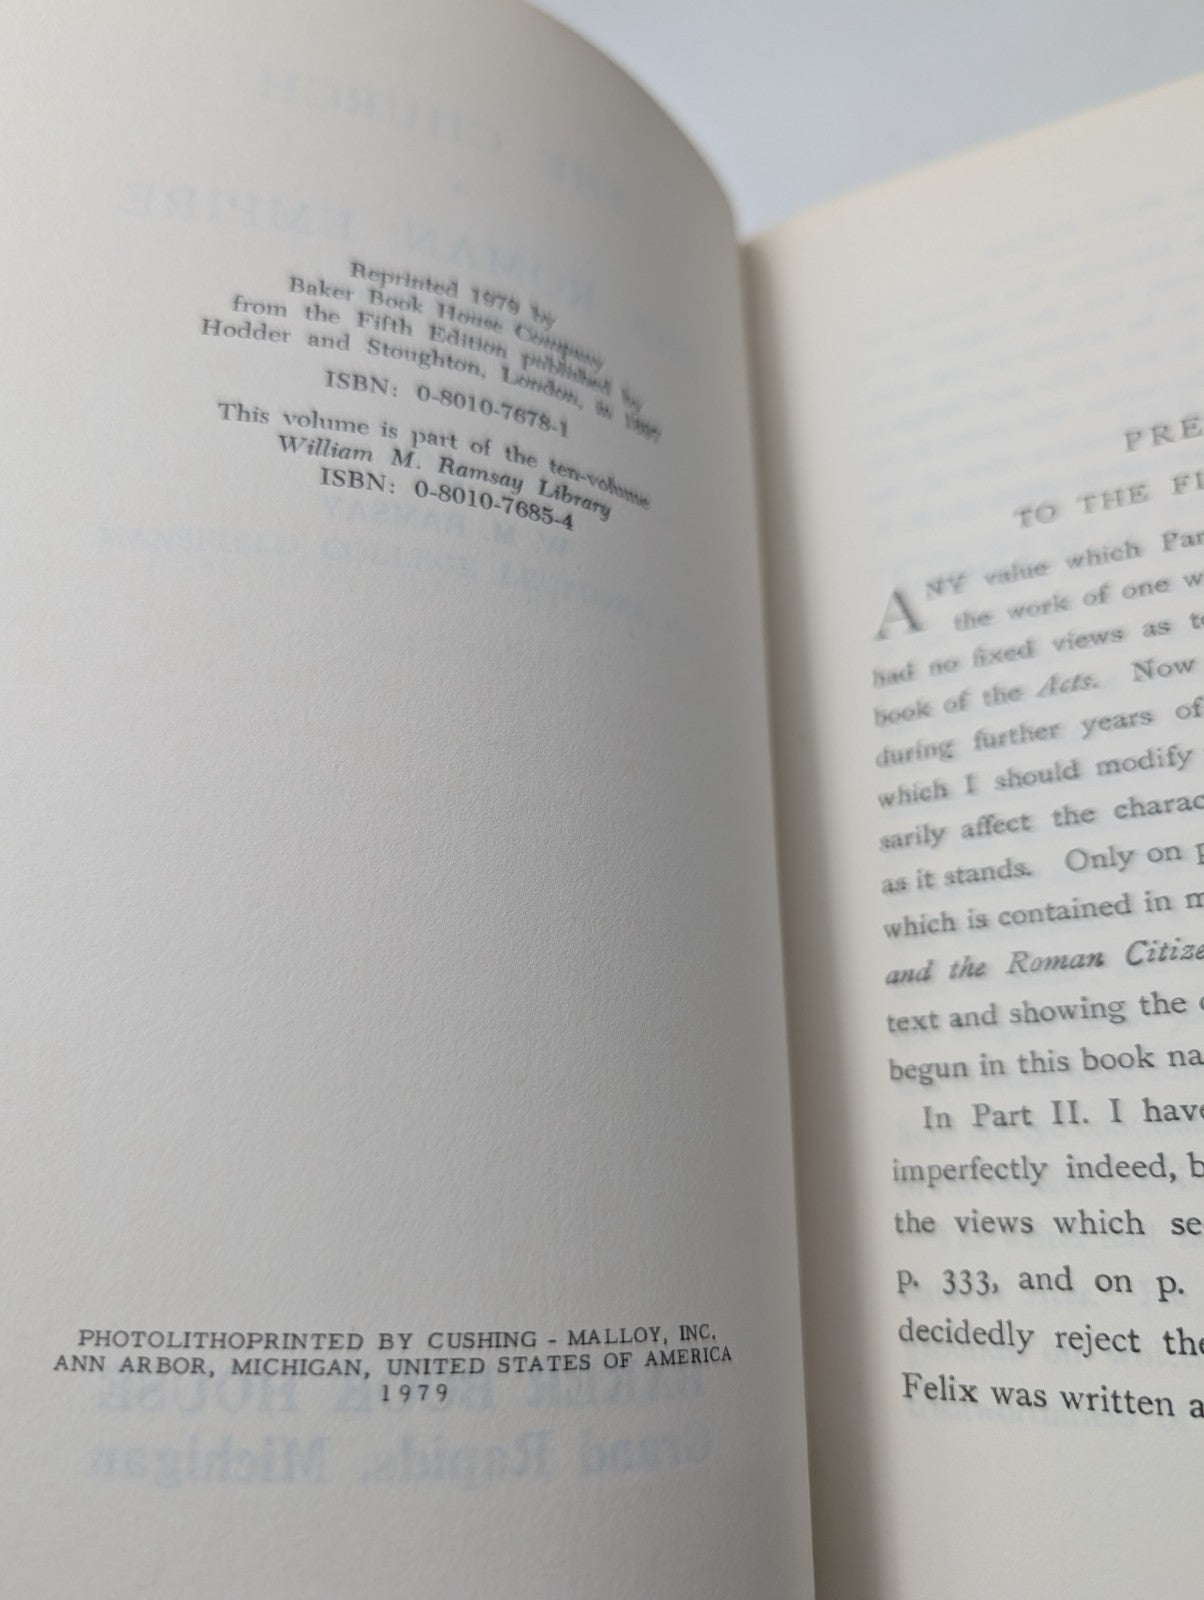 Reprinted 1979 by
Baker Book House Company
from the Fifth Edition published by
Hodder and Stoughton, London, in 1897
ISBN: 0-8010-7678-1
This volume is part of the ten-volume
William M. Ramsay Library
ISBN: 0-8010-7685-4
PHOTOLITHOPRINTED BY CUSHING - MALLOY, INC.
ANN ARBOR, MICHIGAN, UNITED STATES OF AMERICA
1979
PRE
TO THE FI
ANY value which Par
the work of one w
had no fixed views as to
book of the Acts. Now
during further years of
which I should modify
sarily affect the charac
as it stands. Only on p
which is contained in m
and the Roman Citize
text and showing the c
begun in this book na
In Part II. I have
imperfectly indeed, b
the views which se
p. 333, and on p.
decidedly reject the
Felix was written a